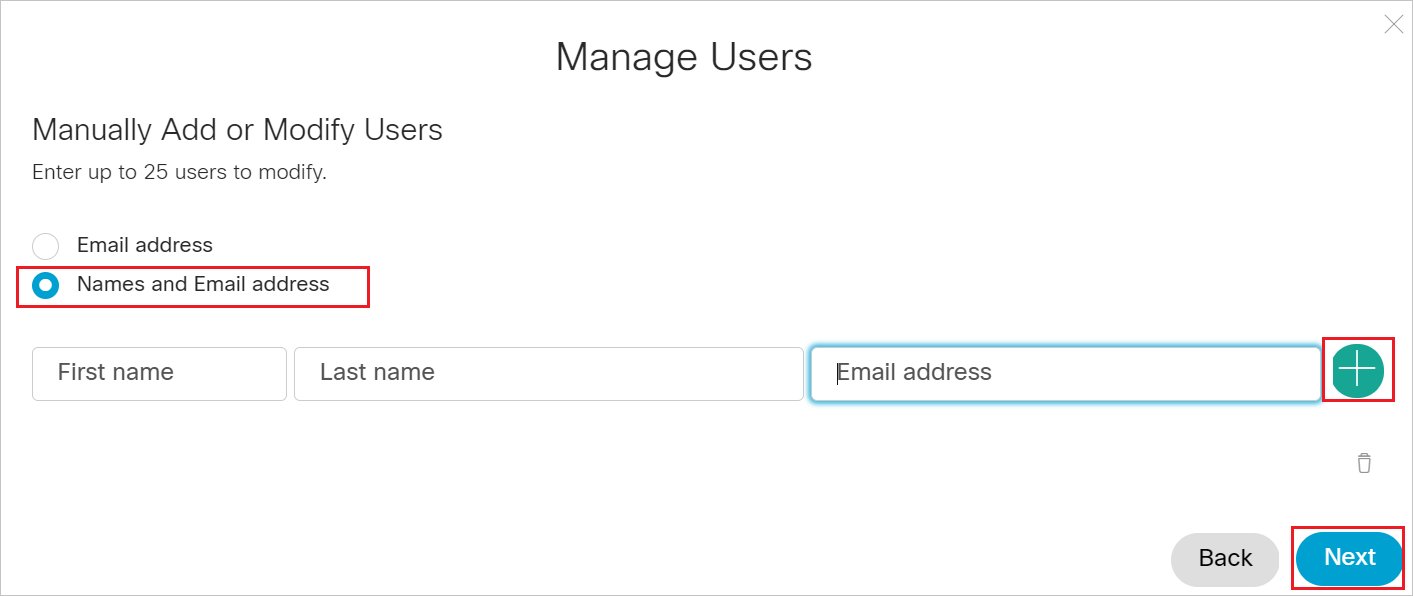 Manage Users
Manually Add or Modify Users
Enter up to 25 users to modify.
Email address
Names and Email address
First name Last name Email address
Back Next